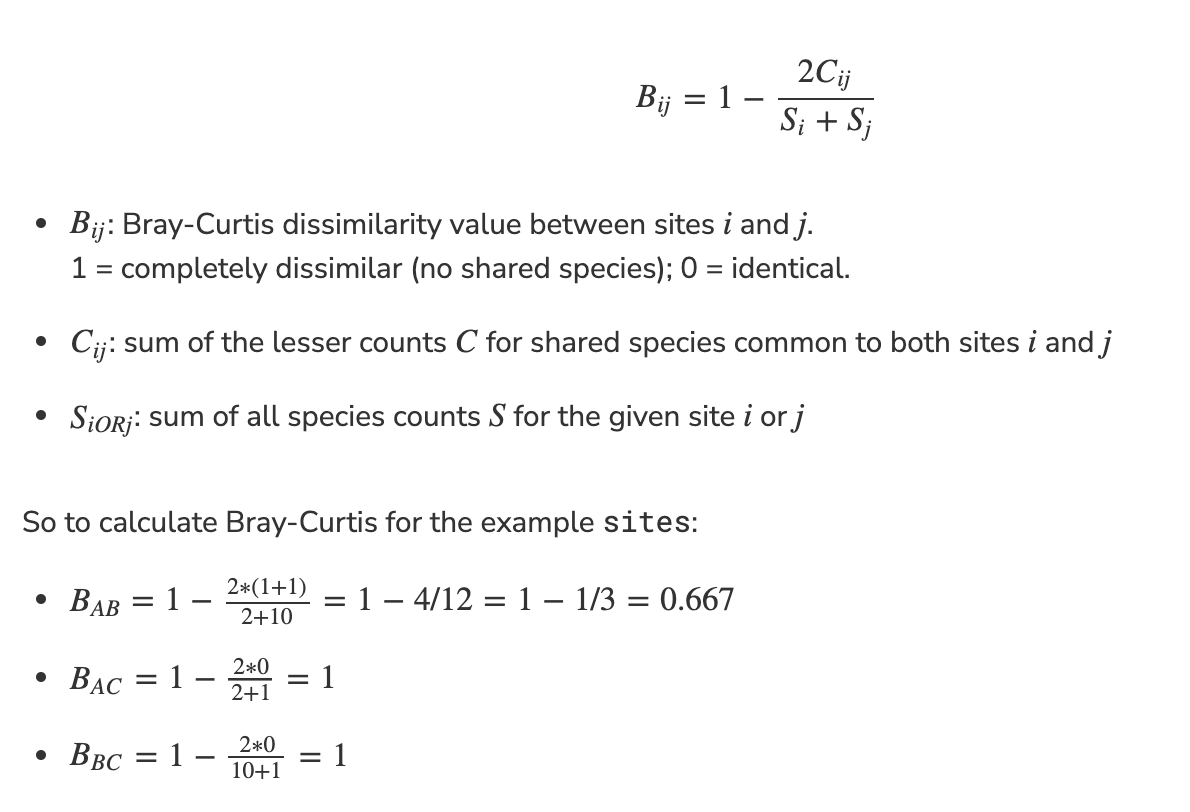 $B_{ij} = 1 - \frac{2C_{ij}}{S_i + S_j}$
• $B_{ij}$: Bray-Curtis dissimilarity value between sites $i$ and $j$.
1 = completely dissimilar (no shared species); 0 = identical.
• $C_{ij}$: sum of the lesser counts $C$ for shared species common to both sites $i$ and $j$
• $S_{iORj}$: sum of all species counts $S$ for the given site $i$ or $j$
So to calculate Bray-Curtis for the example sites:
• $B_{AB} = 1 - \frac{2*(1+1)}{2+10} = 1 - 4/12 = 1 - 1/3 = 0.667$
• $B_{AC} = 1 - \frac{2*0}{2+1} = 1$
• $B_{BC} = 1 - \frac{2*0}{10+1} = 1$